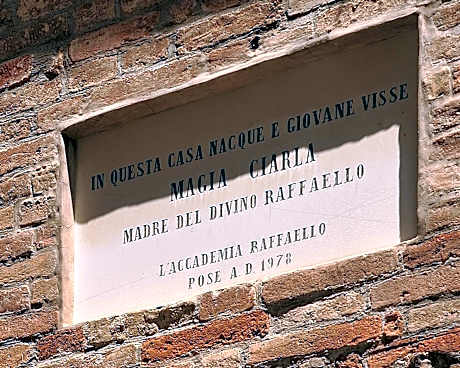 IN QUESTA CASA NACQUE E GIOVANE VISSE
MAGIA CIARLA
MADRE DEL DIVINO RAFFAELLO
L'ACCADEMIA RAFFAELLO
POSE A D 1978